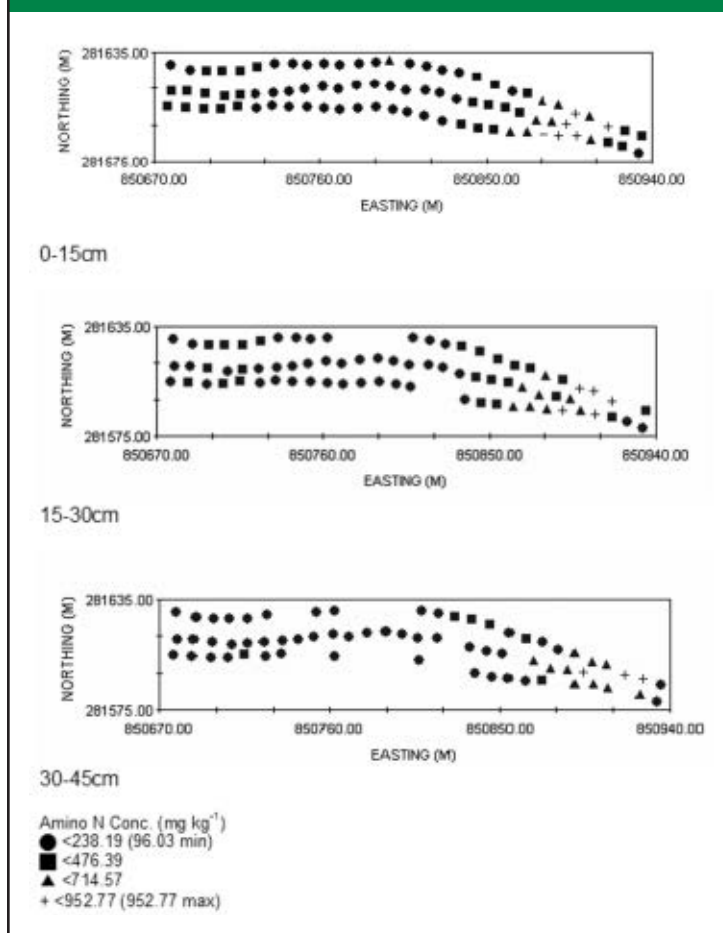 281635.00
NORTHING (M)
281676.00
850670.00 850760.00 850850.00 850940.00
EASTING (M)
0-15cm
281635.00
NORTHING (M)
281575.00
850670.00 850760.00 850850.00 850940.00
EASTING (M)
15-30cm
281635.00
NORTHING (M)
281575.00
850670.00 850760.00 850850.00 850940.00
EASTING (M)
30-45cm
Amino N Conc. (mg kg⁻¹)
<238.19 (96.03 min)
<476.39
<714.57
+ <952.77 (952.77 max)